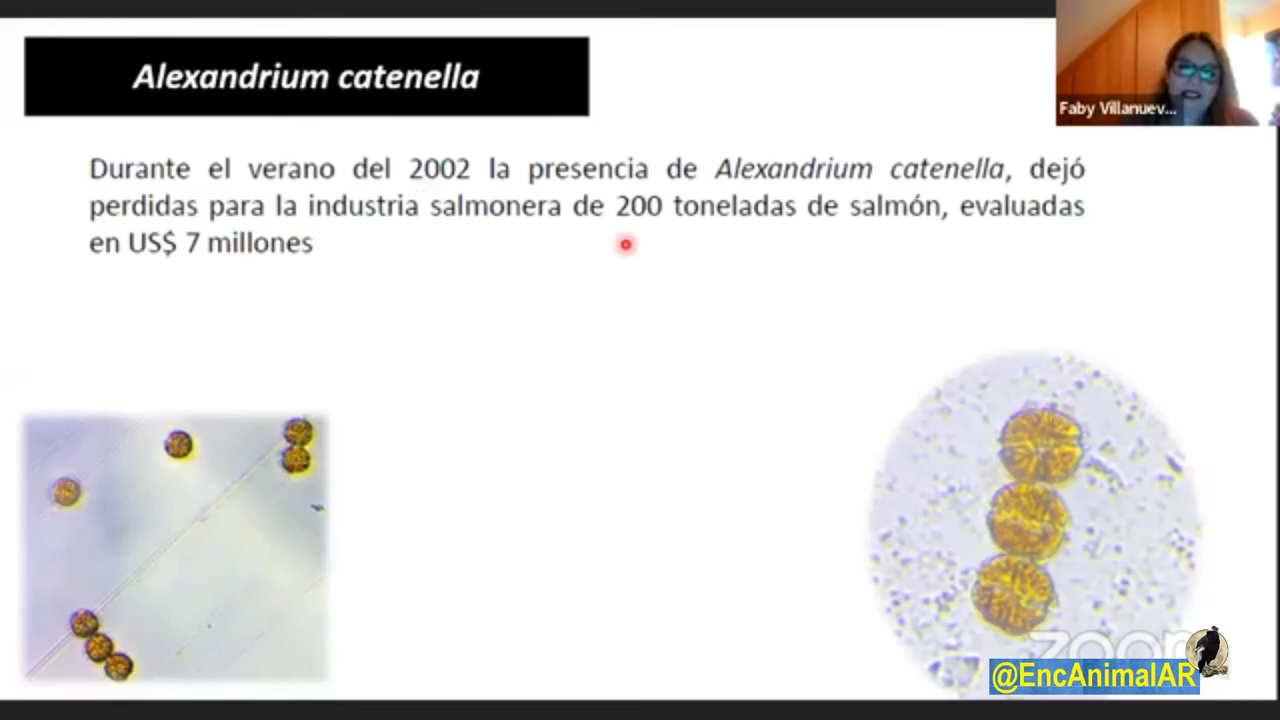 Alexandrium catenella
Faby Villanuev...
Durante el verano del 2002 la presencia de Alexandrium catenella, dejó
perdidas para la industria salmonera de 200 toneladas de salmón, evaluadas
en US$ 7 millones
zoom
@EncAnimalAR